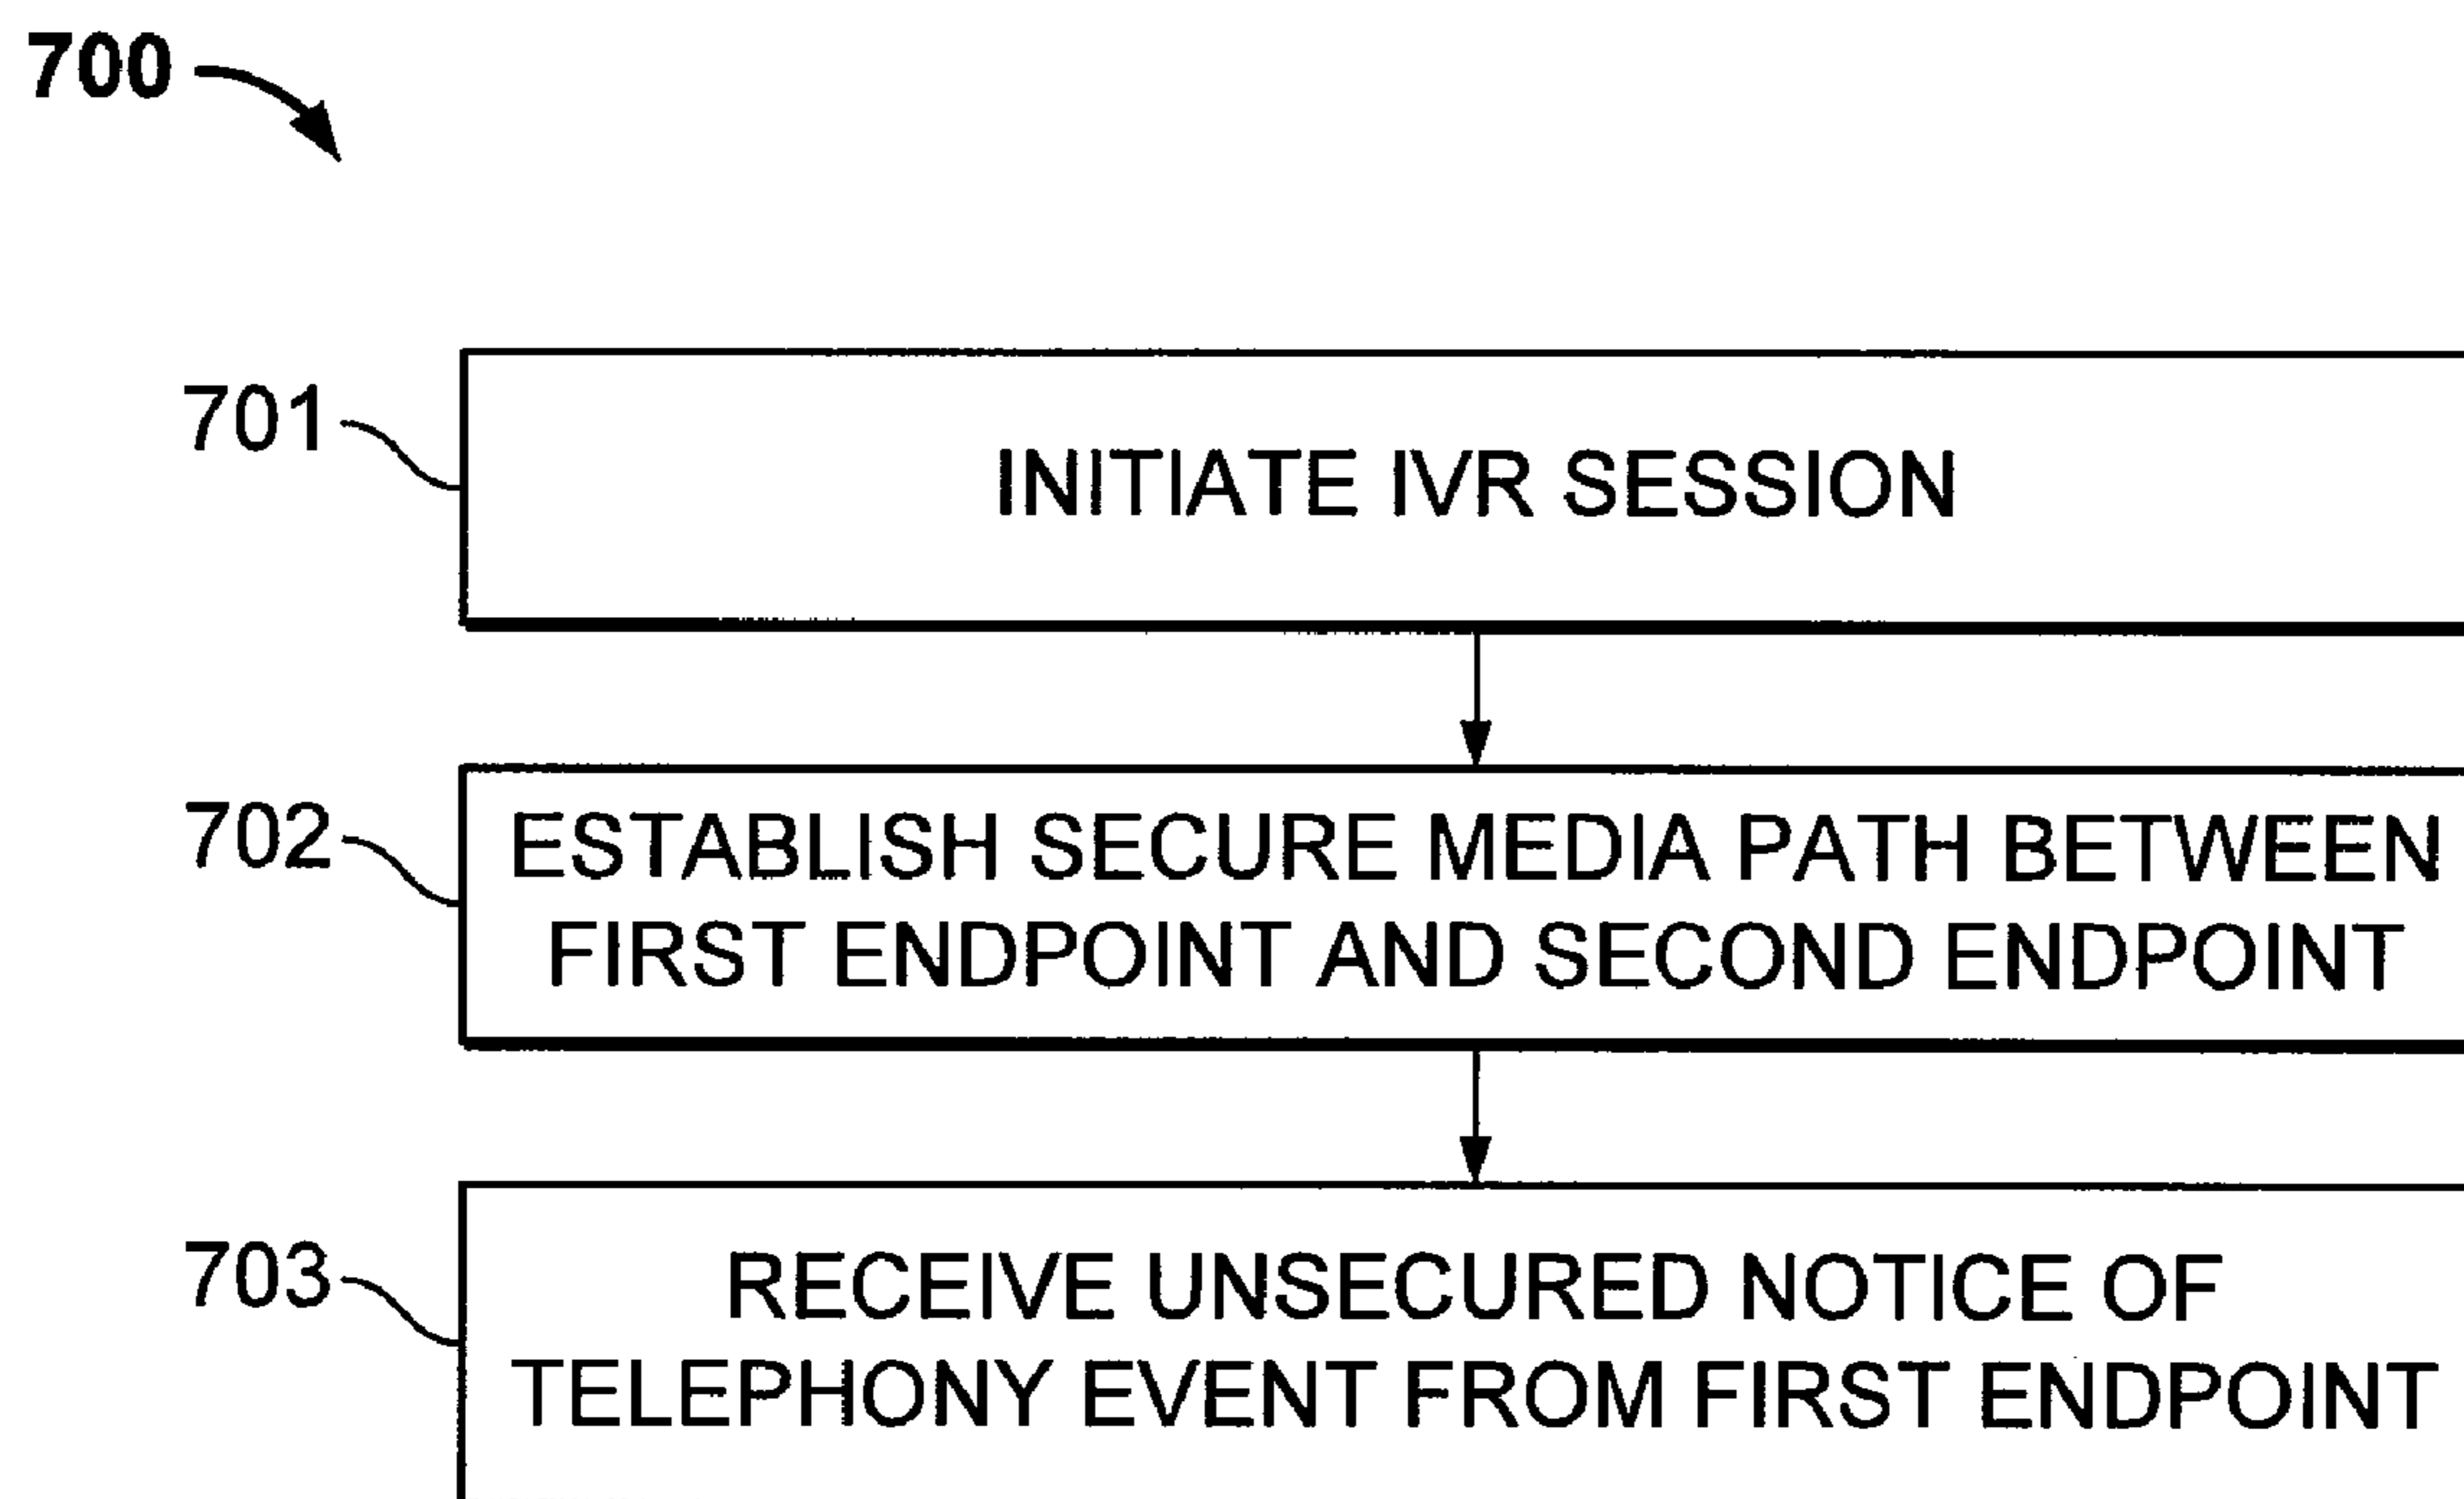 700
701
INITIATE IVR SESSION
702
ESTABLISH SECURE MEDIA PATH BETWEEN
FIRST ENDPOINT AND SECOND ENDPOINT
703
RECEIVE UNSECURED NOTICE OF
TELEPHONY EVENT FROM FIRST ENDPOINT